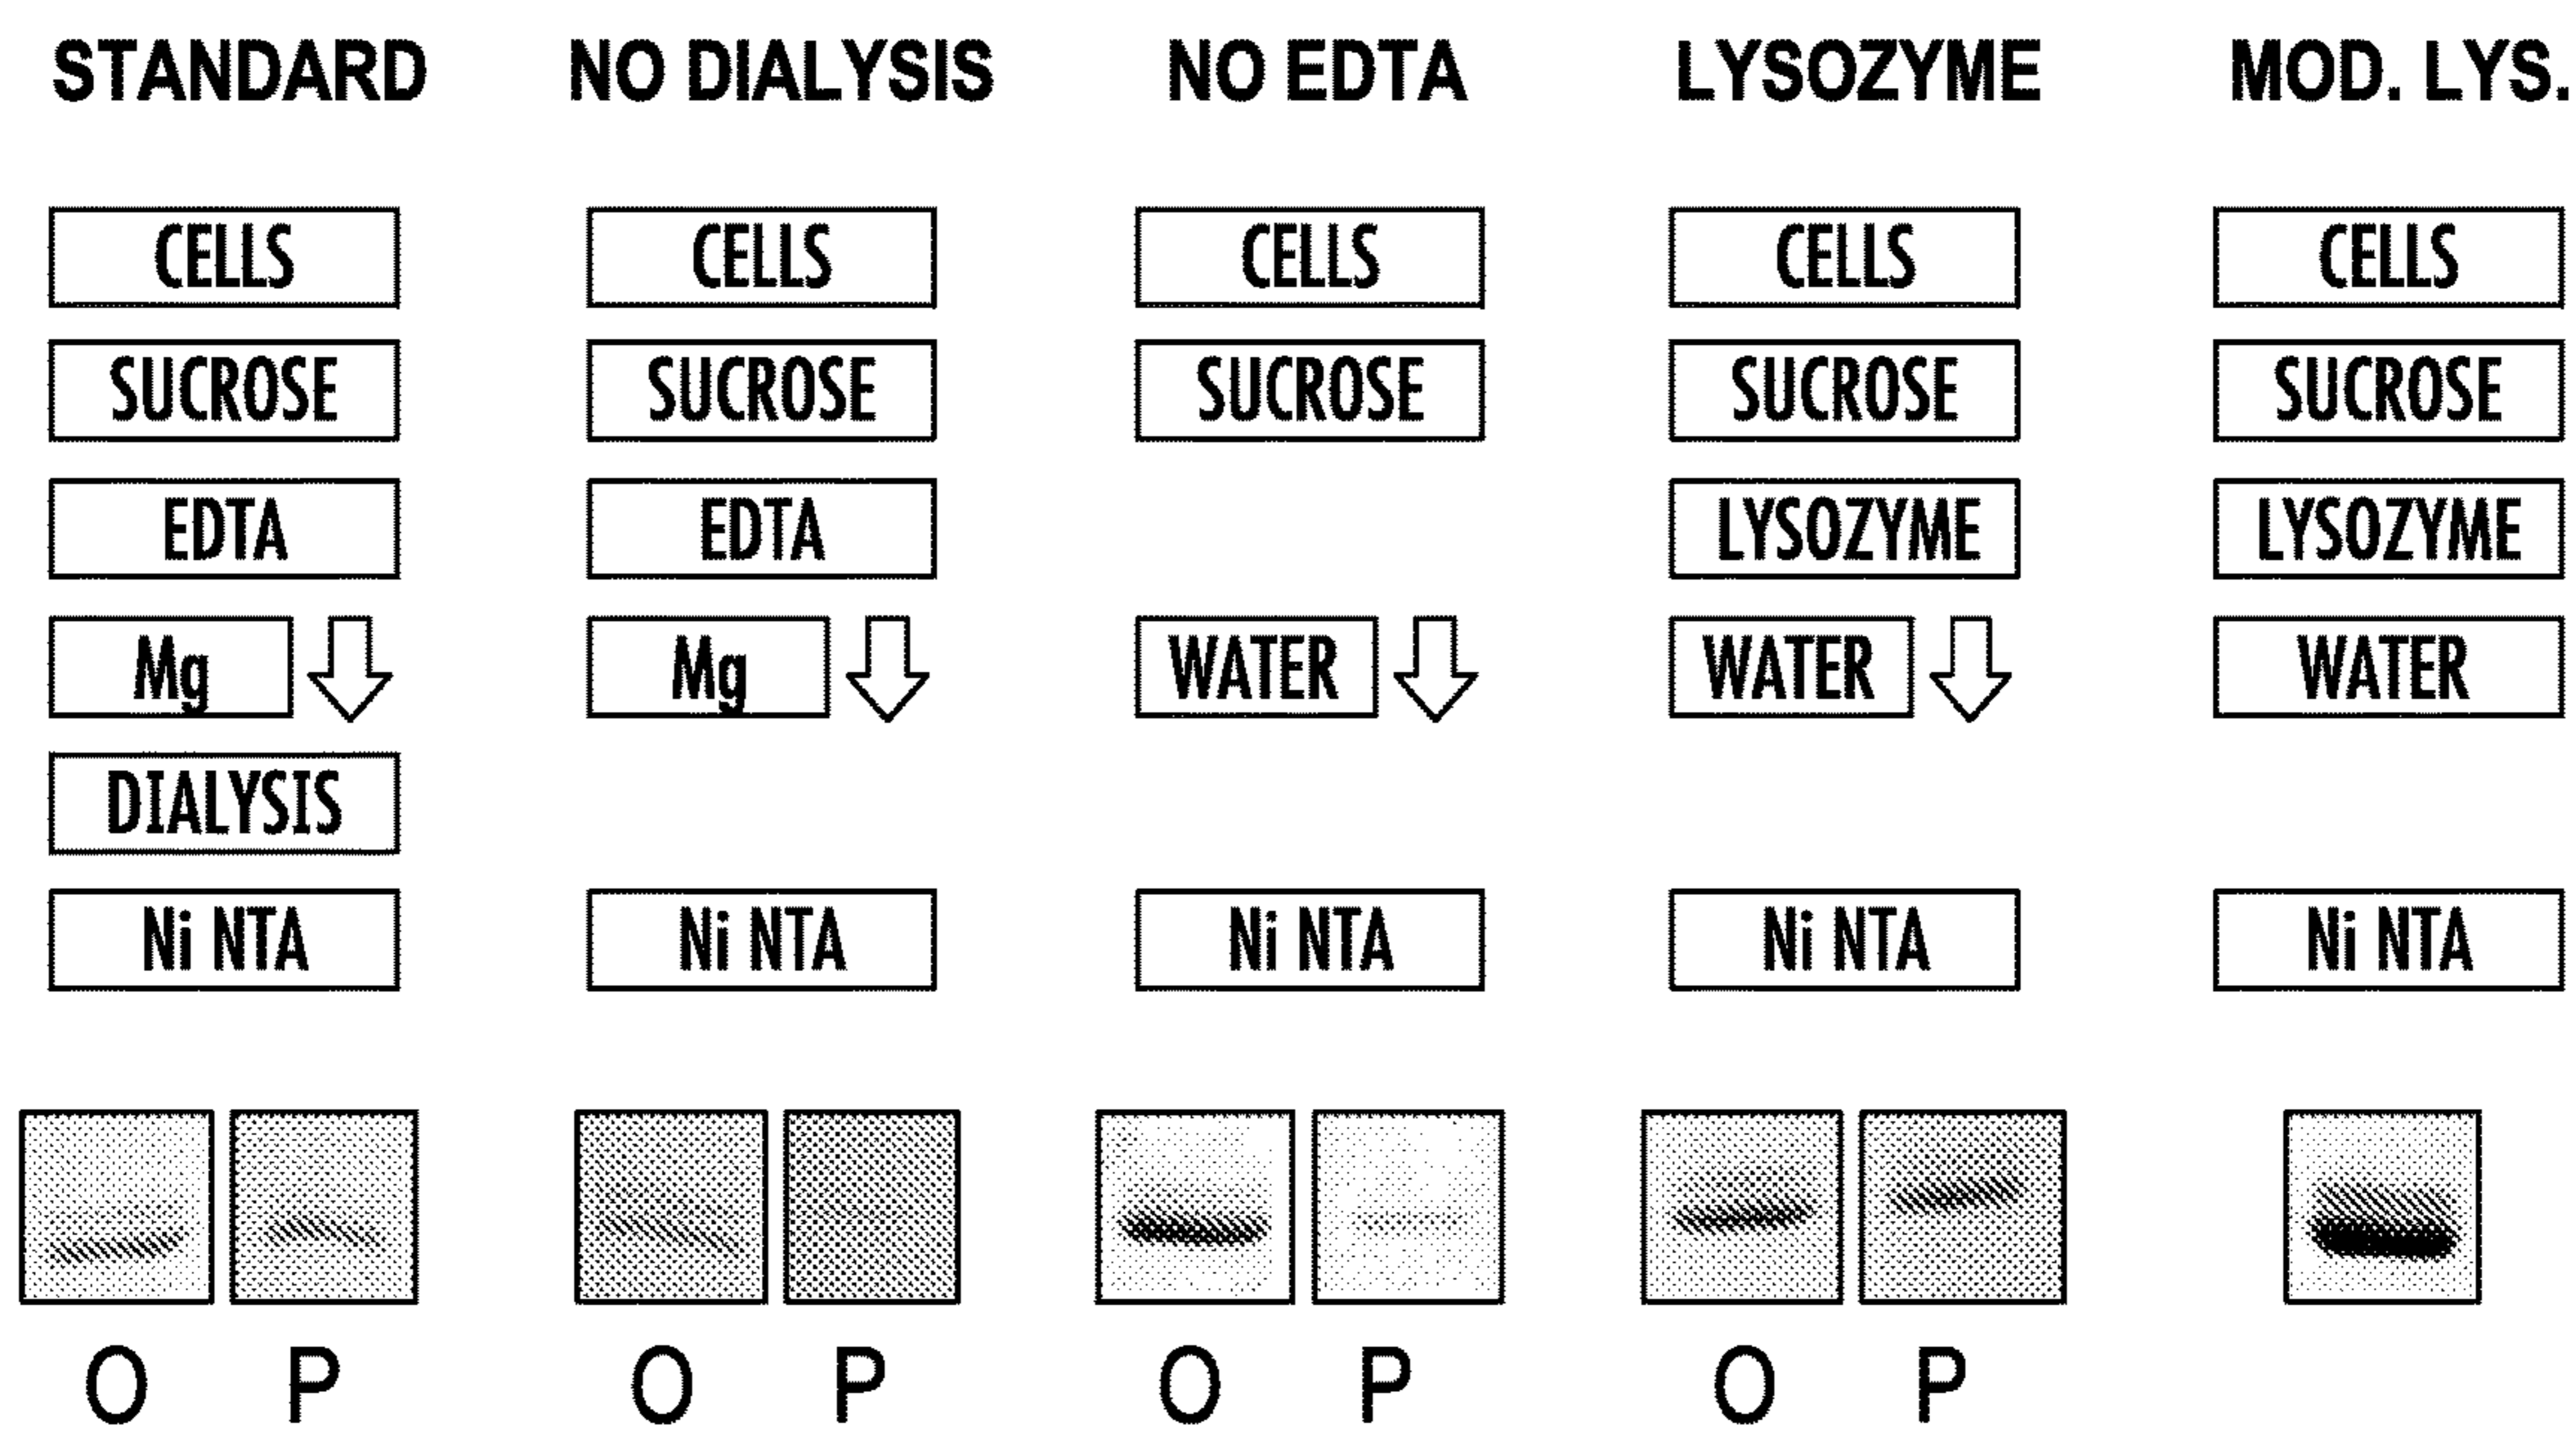 STANDARD NO DIALYSIS NO EDTA LYSOZYME MOD. LYS.
CELLS CELLS CELLS CELLS CELLS
SUCROSE SUCROSE SUCROSE SUCROSE SUCROSE
EDTA EDTA LYSOZYME LYSOZYME
Mg Mg WATER WATER WATER
DIALYSIS
Ni NTA Ni NTA Ni NTA Ni NTA Ni NTA
O P O P O P O P